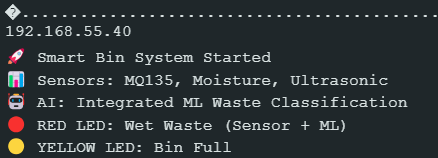 �..........................................
192.168.55.40
🚀 Smart Bin System Started
📊 Sensors: MQ135, Moisture, Ultrasonic
🤖 AI: Integrated ML Waste Classification
🔴 RED LED: Wet Waste (Sensor + ML)
🟡 YELLOW LED: Bin Full